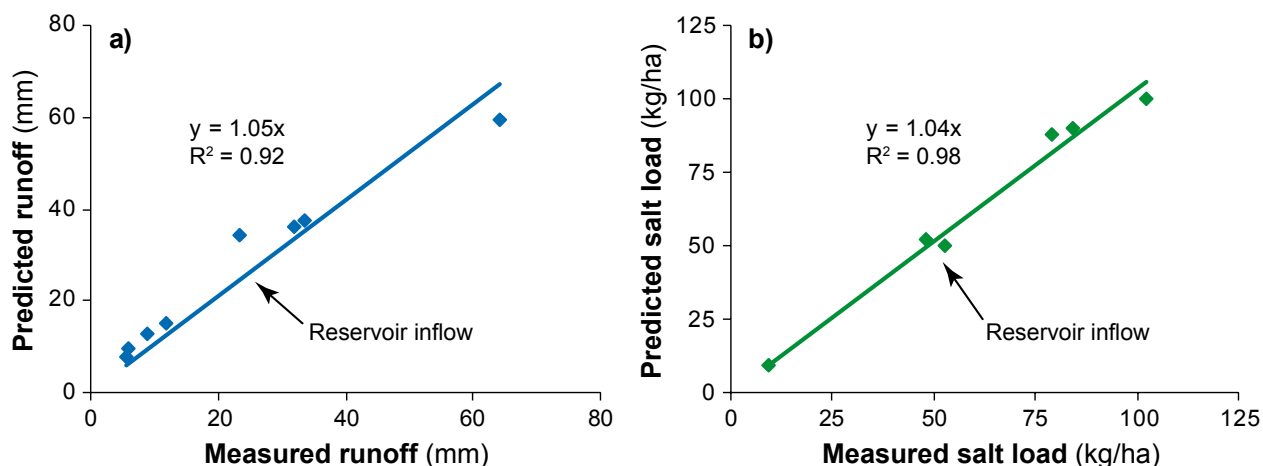 a)
Predicted runoff (mm)
80
60
40
20
0
y = 1.05x
R² = 0.92
Reservoir inflow
0 20 40 60 80
Measured runoff (mm)
b)
Predicted salt load (kg/ha)
125
100
75
50
25
0
y = 1.04x
R² = 0.98
Reservoir inflow
0 25 50 75 100 125
Measured salt load (kg/ha)